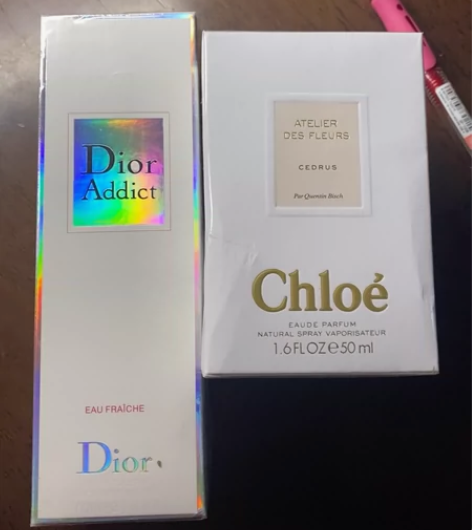 Dior
Addict
EAU FRAÎCHE
Dior
ATELIER
DES FLEURS
CEDRUS
Par Quentin Bisch
Chloé
EAU DE PARFUM
NATURAL SPRAY VAPORISATEUR
1.6 FL OZ e 50 ml